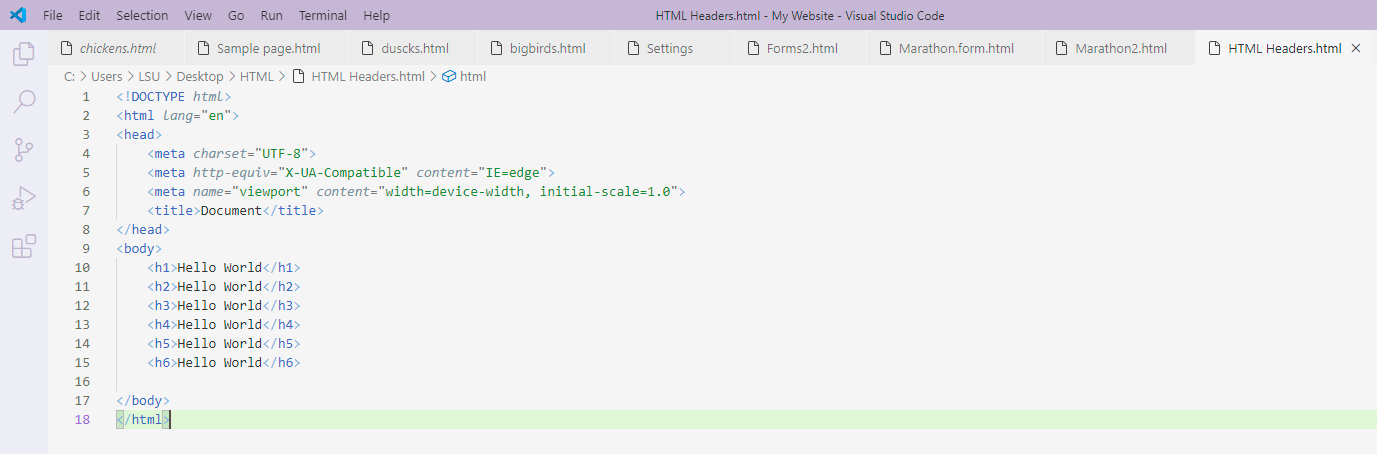 File Edit Selection View Go Run Terminal Help HTML Headers.html - My Website - Visual Studio Code
chickens.html Sample page.html duscks.html bigbirds.html Settings Forms2.html Marathon.form.html Marathon2.html HTML Headers.html ×
C: > Users > LSU > Desktop > HTML > HTML Headers.html > html
1 <!DOCTYPE html>
2 <html lang="en">
3 <head>
4 <meta charset="UTF-8">
5 <meta http-equiv="X-UA-Compatible" content="IE=edge">
6 <meta name="viewport" content="width=device-width, initial-scale=1.0">
7 <title>Document</title>
8 </head>
9 <body>
10 <h1>Hello World</h1>
11 <h2>Hello World</h2>
12 <h3>Hello World</h3>
13 <h4>Hello World</h4>
14 <h5>Hello World</h5>
15 <h6>Hello World</h6>
16
17 </body>
18 </html>